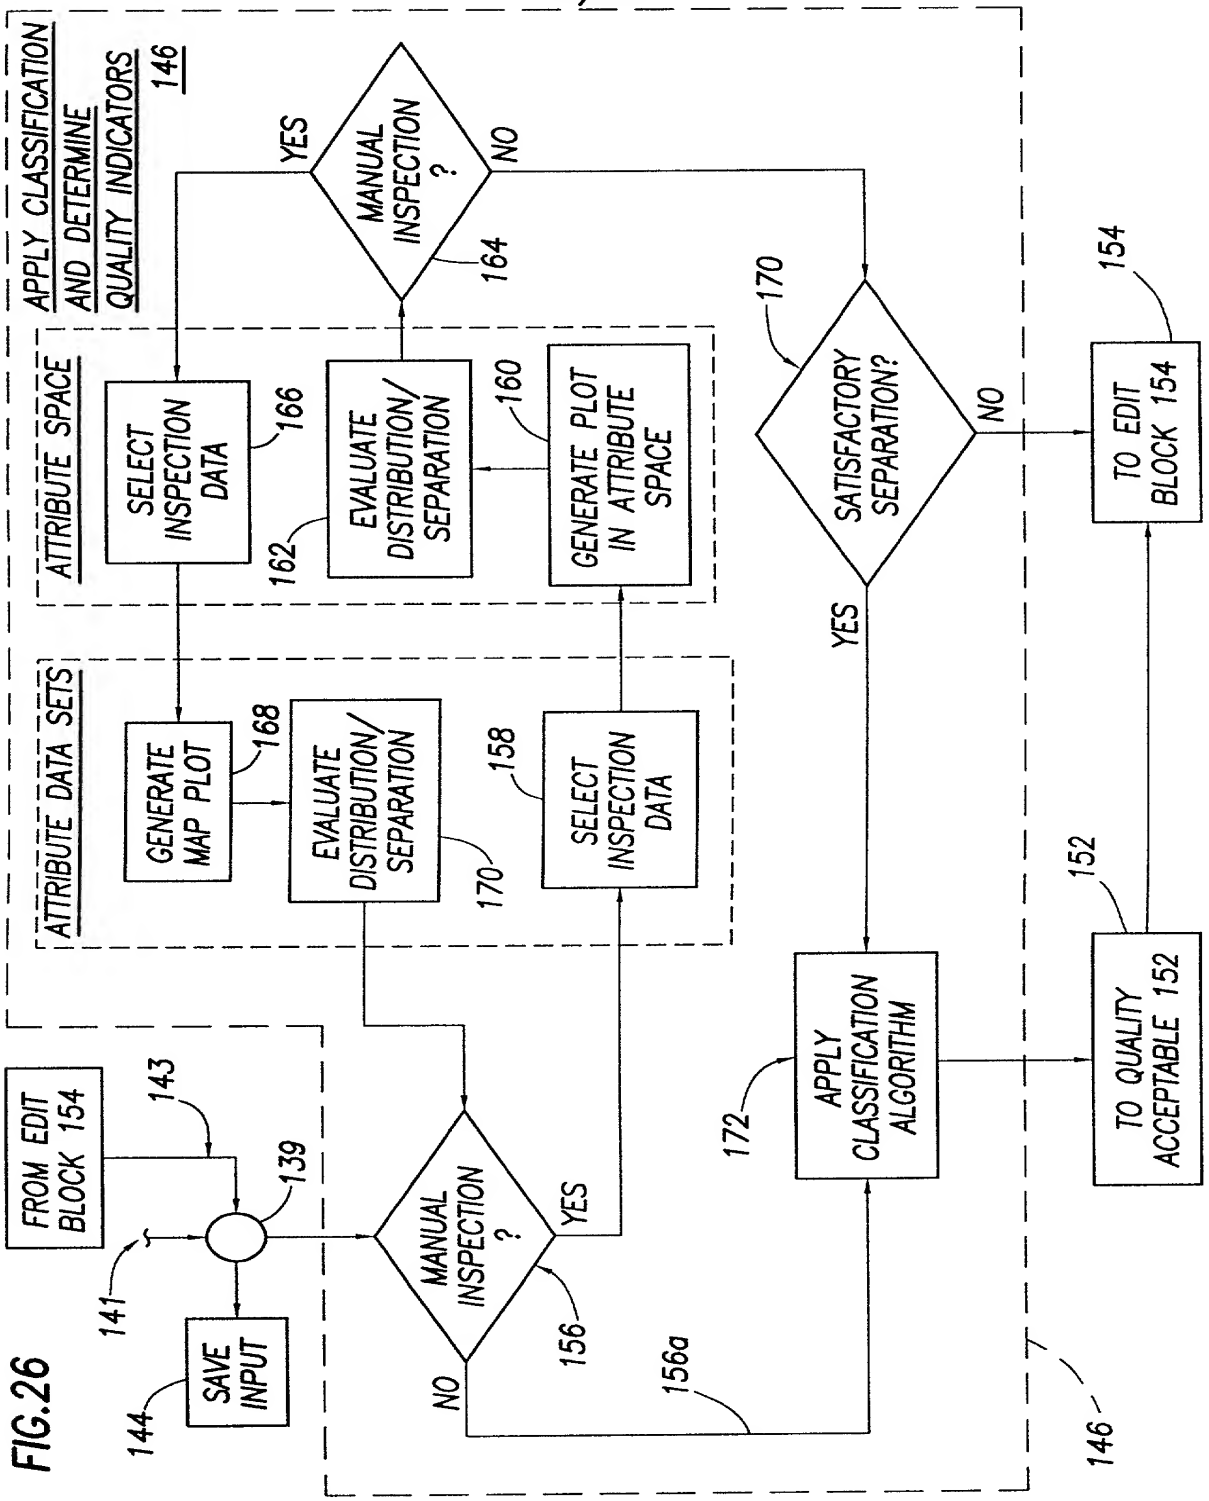 FIG.26
FROM EDIT
BLOCK 154
143
141
139
144
SAVE
INPUT
APPLY CLASSIFICATION
AND DETERMINE
QUALITY INDICATORS
146
ATTRIBUTE DATA SETS
GENERATE
MAP PLOT
168
EVALUATE
DISTRIBUTION/
SEPARATION
170
SELECT
INSPECTION
DATA
158
ATTRIBUTE SPACE
SELECT
INSPECTION
DATA
166
EVALUATE
DISTRIBUTION/
SEPARATION
162
GENERATE PLOT
IN ATTRIBUTE
SPACE
160
MANUAL
INSPECTION
?
YES
NO
164
MANUAL
INSPECTION
?
YES
NO
156
156a
SATISFACTORY
SEPARATION?
170
YES
NO
APPLY
CLASSIFICATION
ALGORITHM
172
146
TO QUALITY
ACCEPTABLE 152
152
TO EDIT
BLOCK 154
154